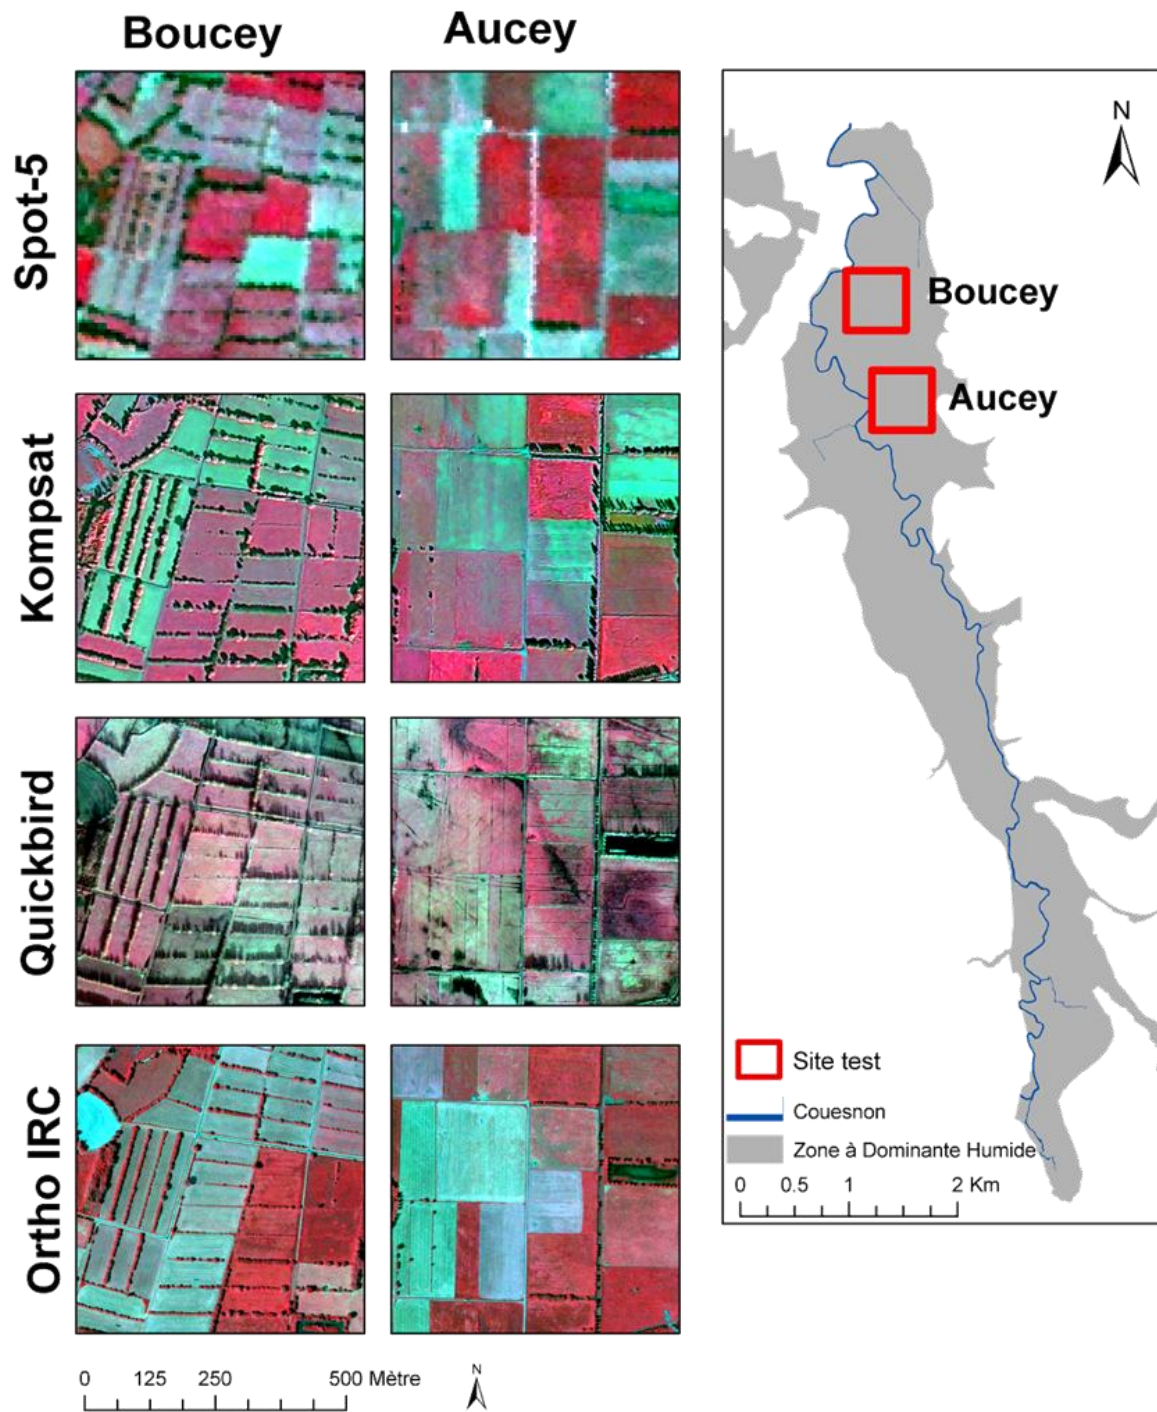 Boucey Aucey
Spot-5
Kompsat
Quickbird
Ortho IRC
0 125 250 500 Mètre
N
N
Boucey
Aucey
Site test
Couesnon
Zone à Dominante Humide
0 0.5 1 2 Km